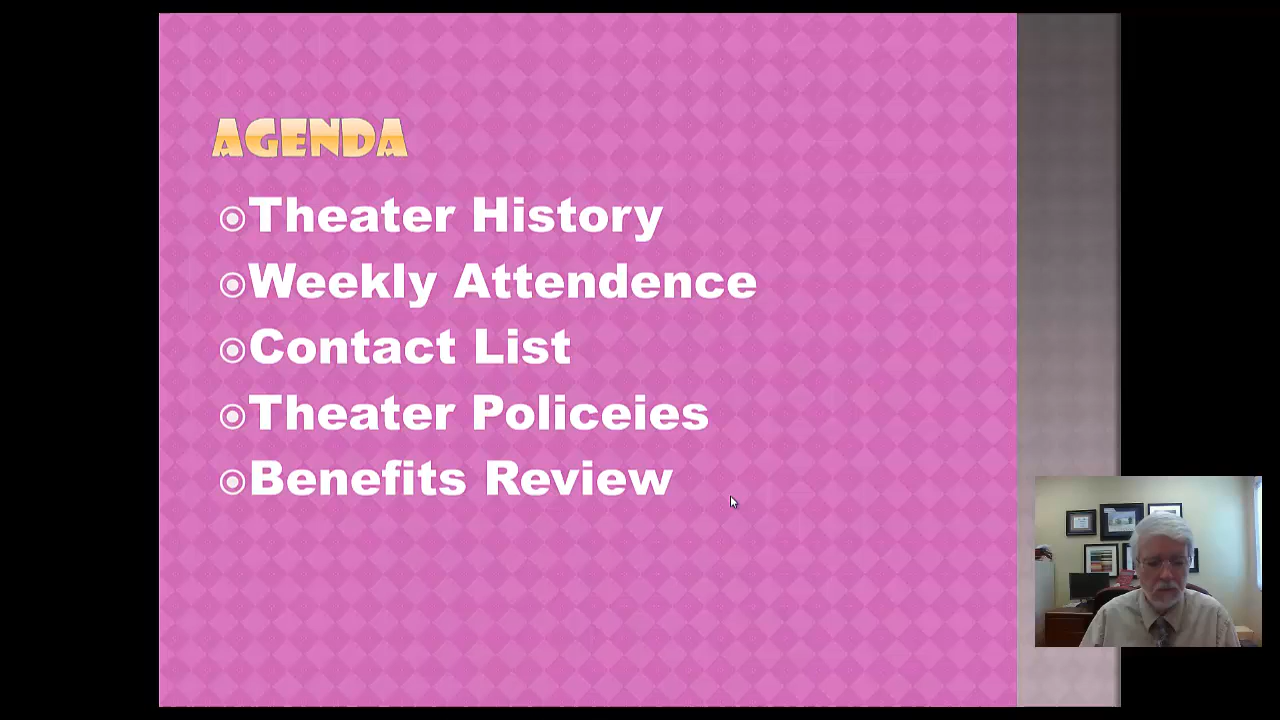 AGENDA
Theater History
Weekly Attendence
Contact List
Theater Policeies
Benefits Review